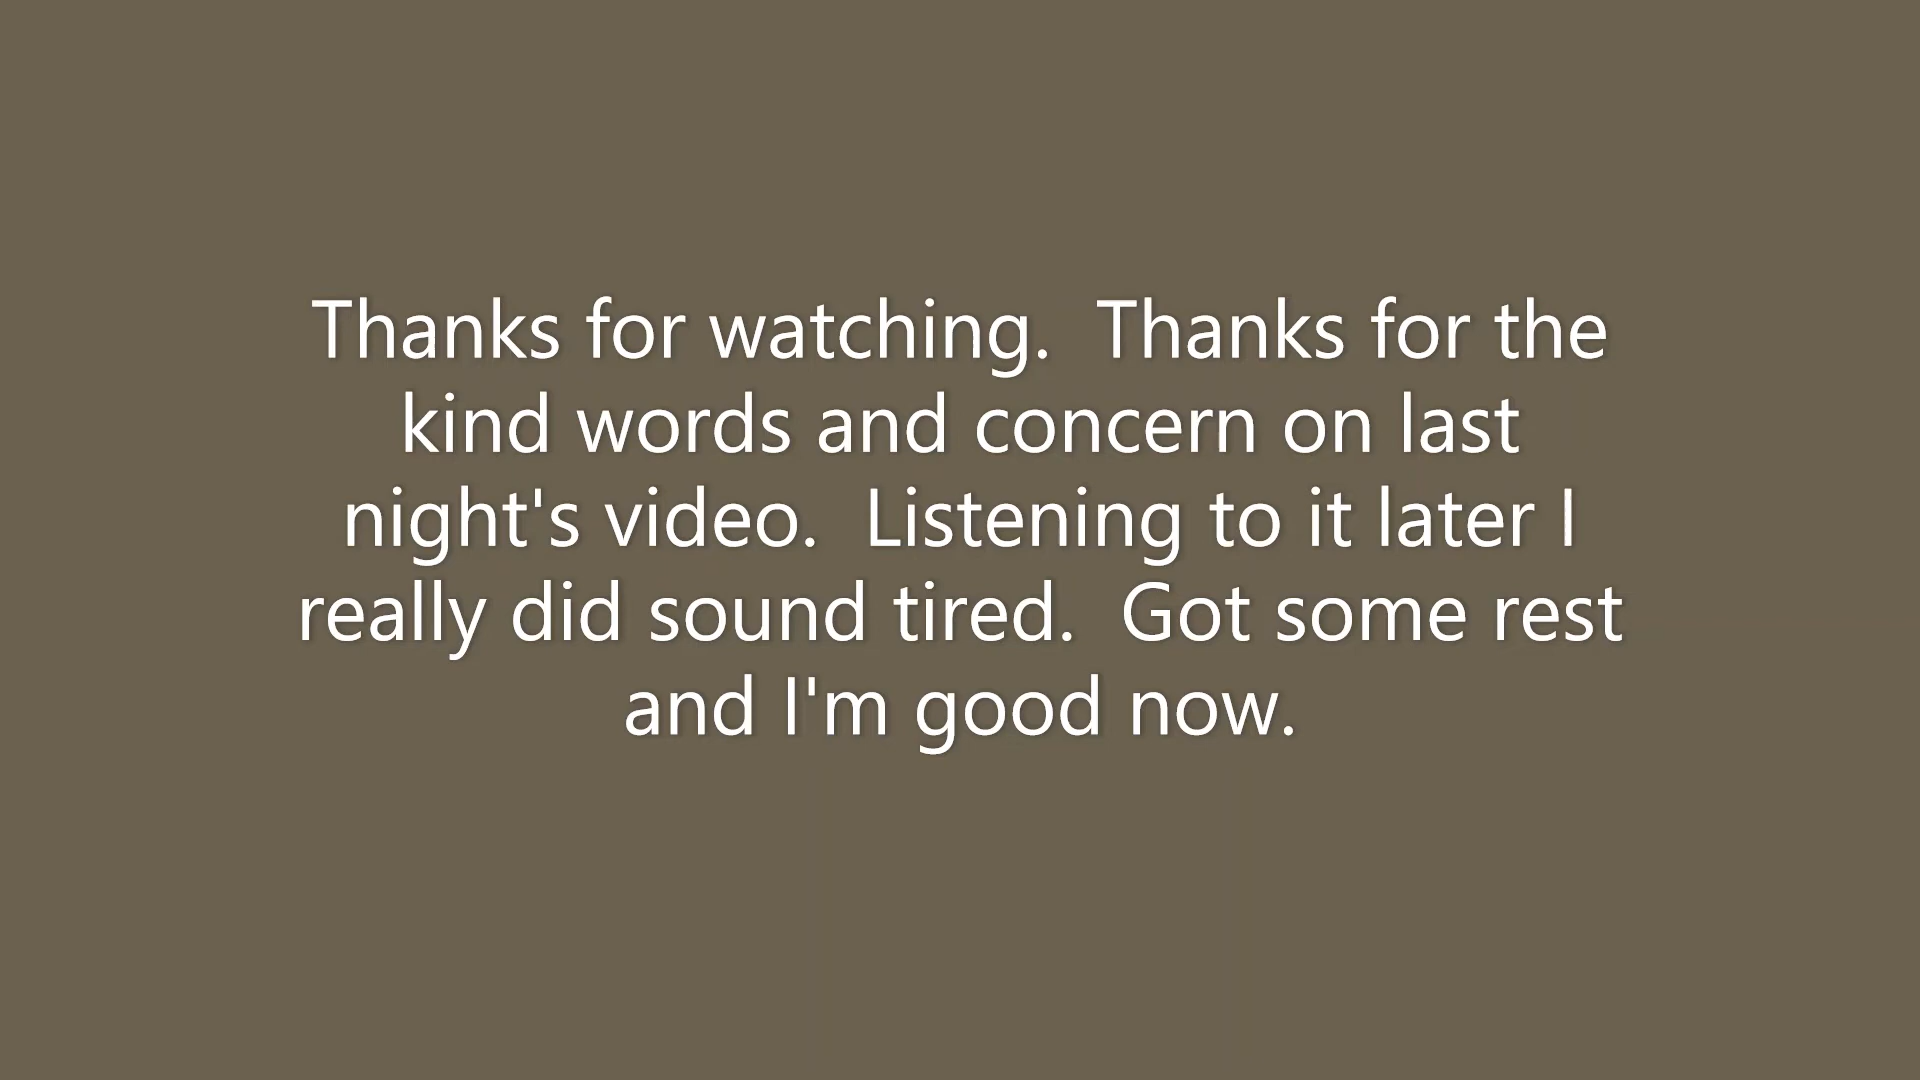 Thanks for watching.  Thanks for the
kind words and concern on last
night's video.  Listening to it later I
really did sound tired.  Got some rest
and I'm good now.